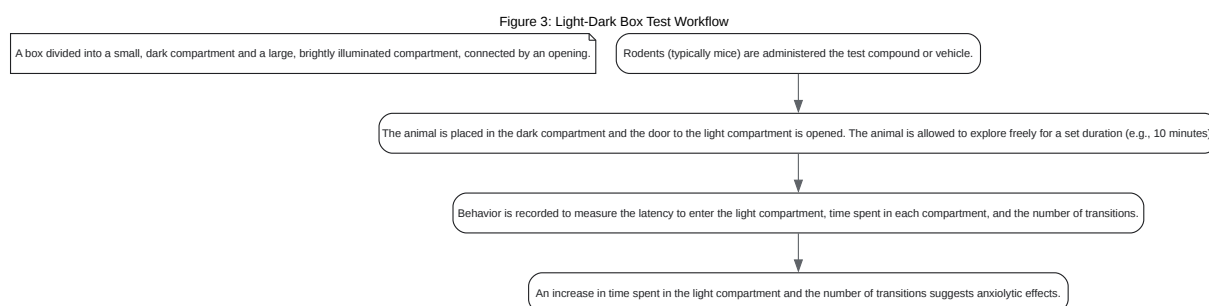 Figure 3: Light-Dark Box Test Workflow
A box divided into a small, dark compartment and a large, brightly illuminated compartment, connected by an opening.
Rodents (typically mice) are administered the test compound or vehicle.
The animal is placed in the dark compartment and the door to the light compartment is opened. The animal is allowed to explore freely for a set duration (e.g., 10 minutes)
Behavior is recorded to measure the latency to enter the light compartment, time spent in each compartment, and the number of transitions.
An increase in time spent in the light compartment and the number of transitions suggests anxiolytic effects.